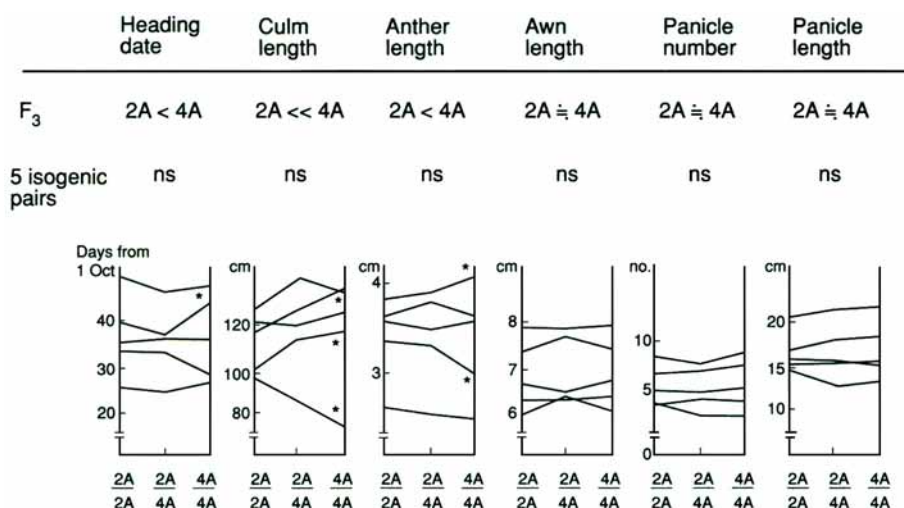 Heading date Culm length Anther length Awn length Panicle number Panicle length
F3 2A < 4A 2A << 4A 2A < 4A 2A ≒ 4A 2A ≒ 4A 2A ≒ 4A
5 isogenic pairs ns ns ns ns ns ns
Days from
1 Oct cm cm cm no. cm
40 30 20
120 100 80
4 3
8 7 6
10 5 0
20 15 10
* * * * * *
2A 2A 4A 2A 2A 4A 2A 2A 4A 2A 2A 4A 2A 2A 4A 2A 2A 4A
2A 4A 4A 2A 4A 4A 2A 4A 4A 2A 4A 4A 2A 4A 4A 2A 4A 4A